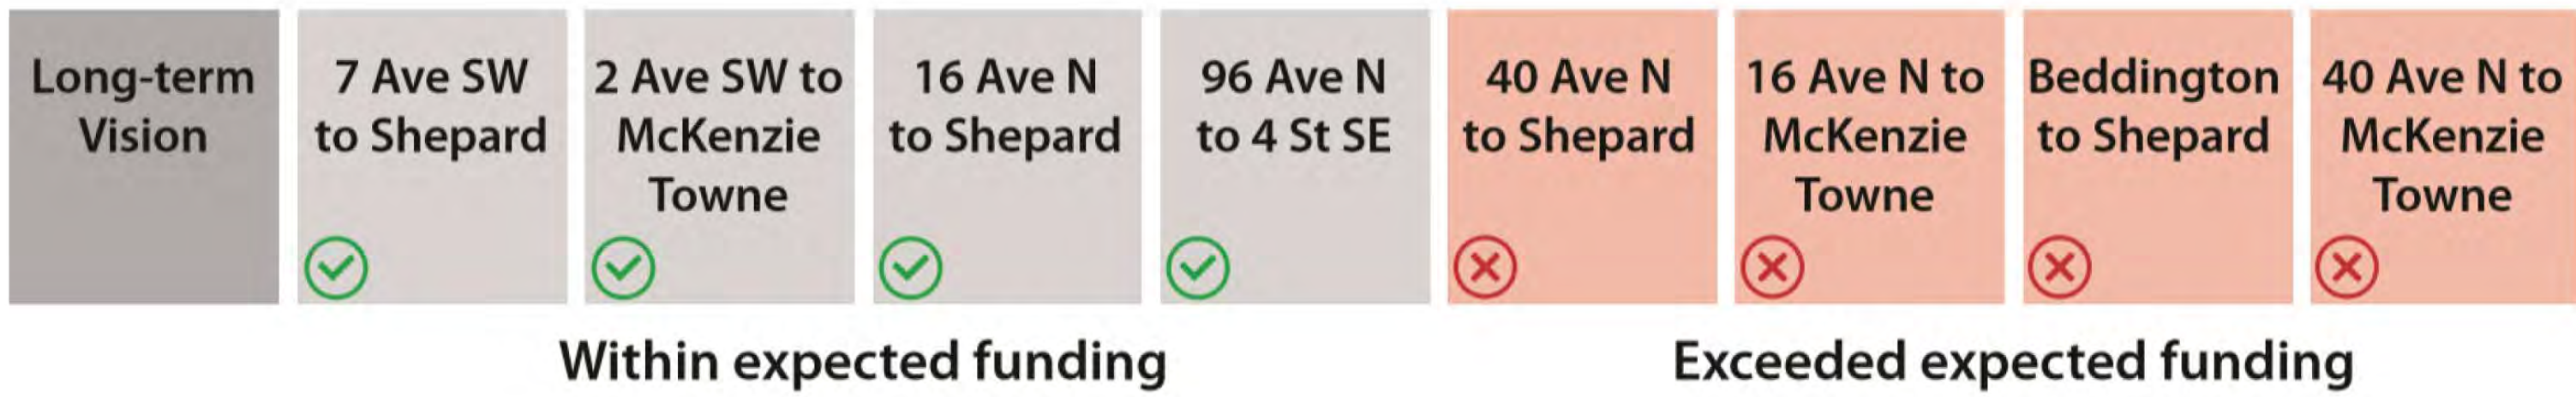 Long-term
Vision
7 Ave SW
to Shepard
2 Ave SW to
McKenzie
Towne
16 Ave N
to Shepard
96 Ave N
to 4 St SE
40 Ave N
to Shepard
16 Ave N to
McKenzie
Towne
Beddington
to Shepard
40 Ave N to
McKenzie
Towne
Within expected funding
Exceeded expected funding